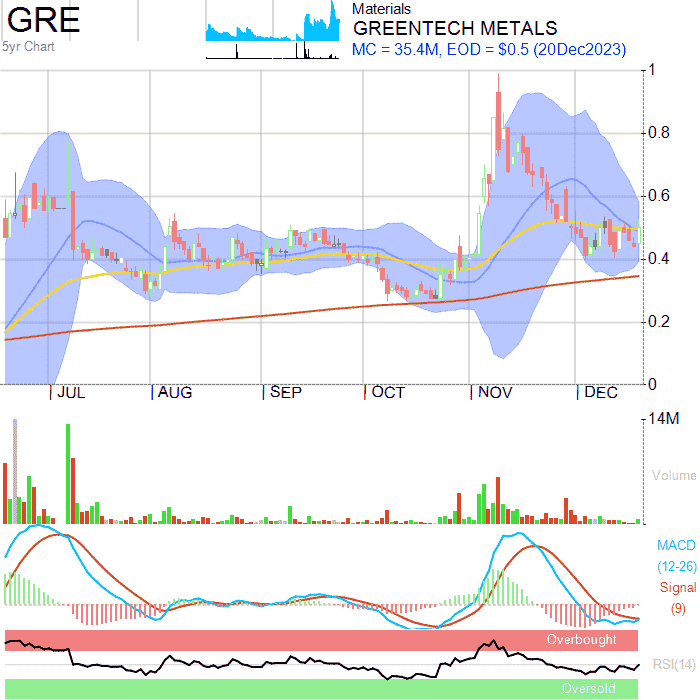 GRE
5yr Chart
Materials
GREENTECH METALS
MC = 35.4M, EOD = $0.5 (20Dec2023)
1
0.8
0.6
0.4
0.2
0
JUL AUG SEP OCT NOV DEC
14M
Volume
MACD
(12-26)
Signal
(9)
Overbought
RSI(14)
Oversold